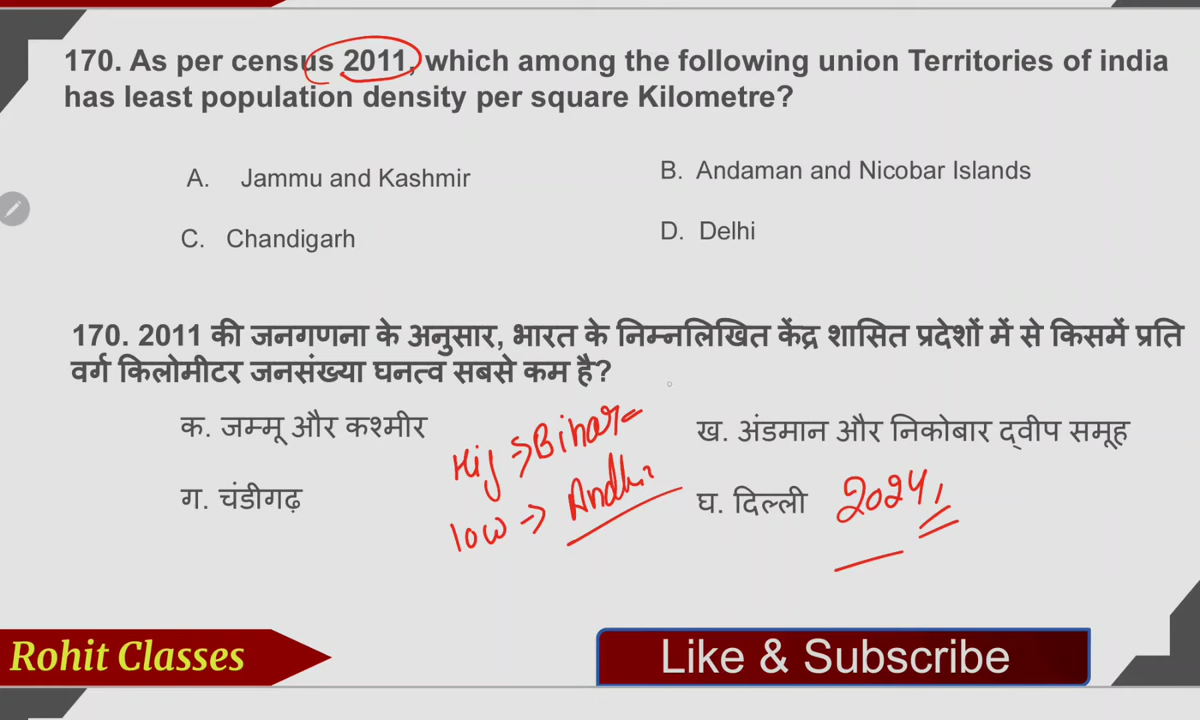 170. As per census 2011, which among the following union Territories of india
has least population density per square Kilometre?
A. Jammu and Kashmir
B. Andaman and Nicobar Islands
C. Chandigarh
D. Delhi
170. 2011 की जनगणना के अनुसार, भारत के निम्नलिखित केंद्र शासित प्रदेशों में से किसमें प्रति
वर्ग किलोमीटर जनसंख्या घनत्व सबसे कम है?
क. जम्मू और कश्मीर
ख. अंडमान और निकोबार द्वीप समूह
ग. चंडीगढ़
घ. दिल्ली
Bihar
low →
2024
Rohit Classes
Like & Subscribe